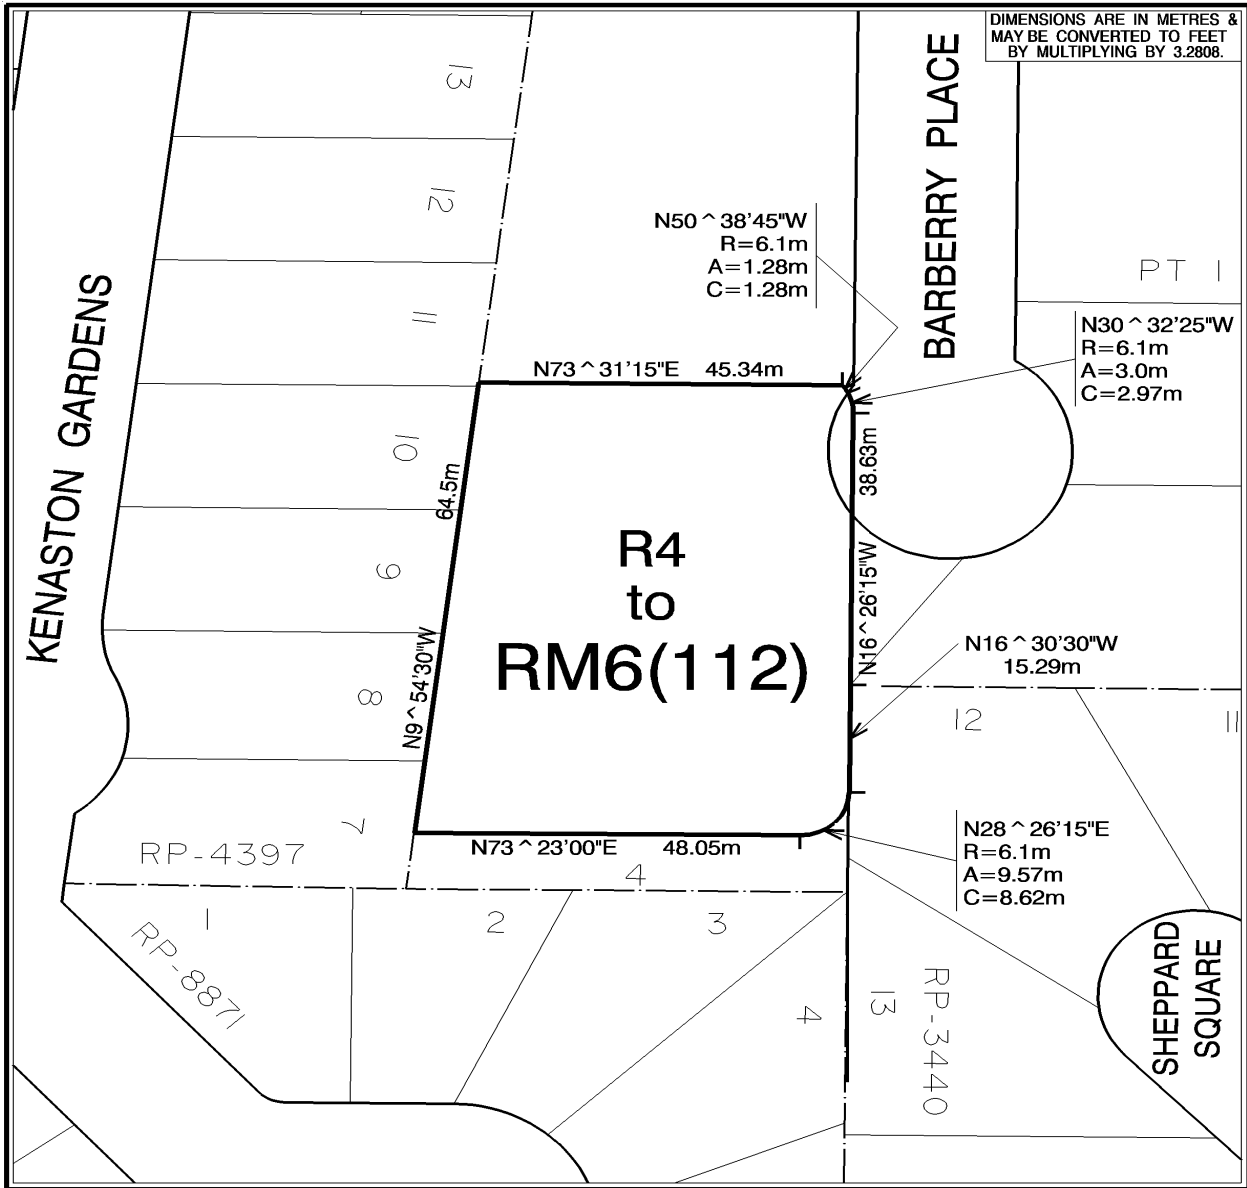 DIMENSIONS ARE IN METRES &
MAY BE CONVERTED TO FEET
BY MULTIPLYING BY 3.2808.
KENASTON GARDENS
BARBERRY PLACE
13
12
11
10
9
8
7
RP-4397
N50^38'45"W
R=6.1m
A=1.28m
C=1.28m
PT 1
N30^32'25"W
R=6.1m
A=3.0m
C=2.97m
N73^31'15"E 45.34m
64.5m
N9^54'30"W
R4
to
RM6(112)
38.63m
N16^26'15"W
N16^30'30"W
15.29m
12
11
N73^23'00"E 48.05m
4
N28^26'15"E
R=6.1m
A=9.57m
C=8.62m
1
2
3
RP-8871
4
13
RP-3440
SHEPPARD
SQUARE